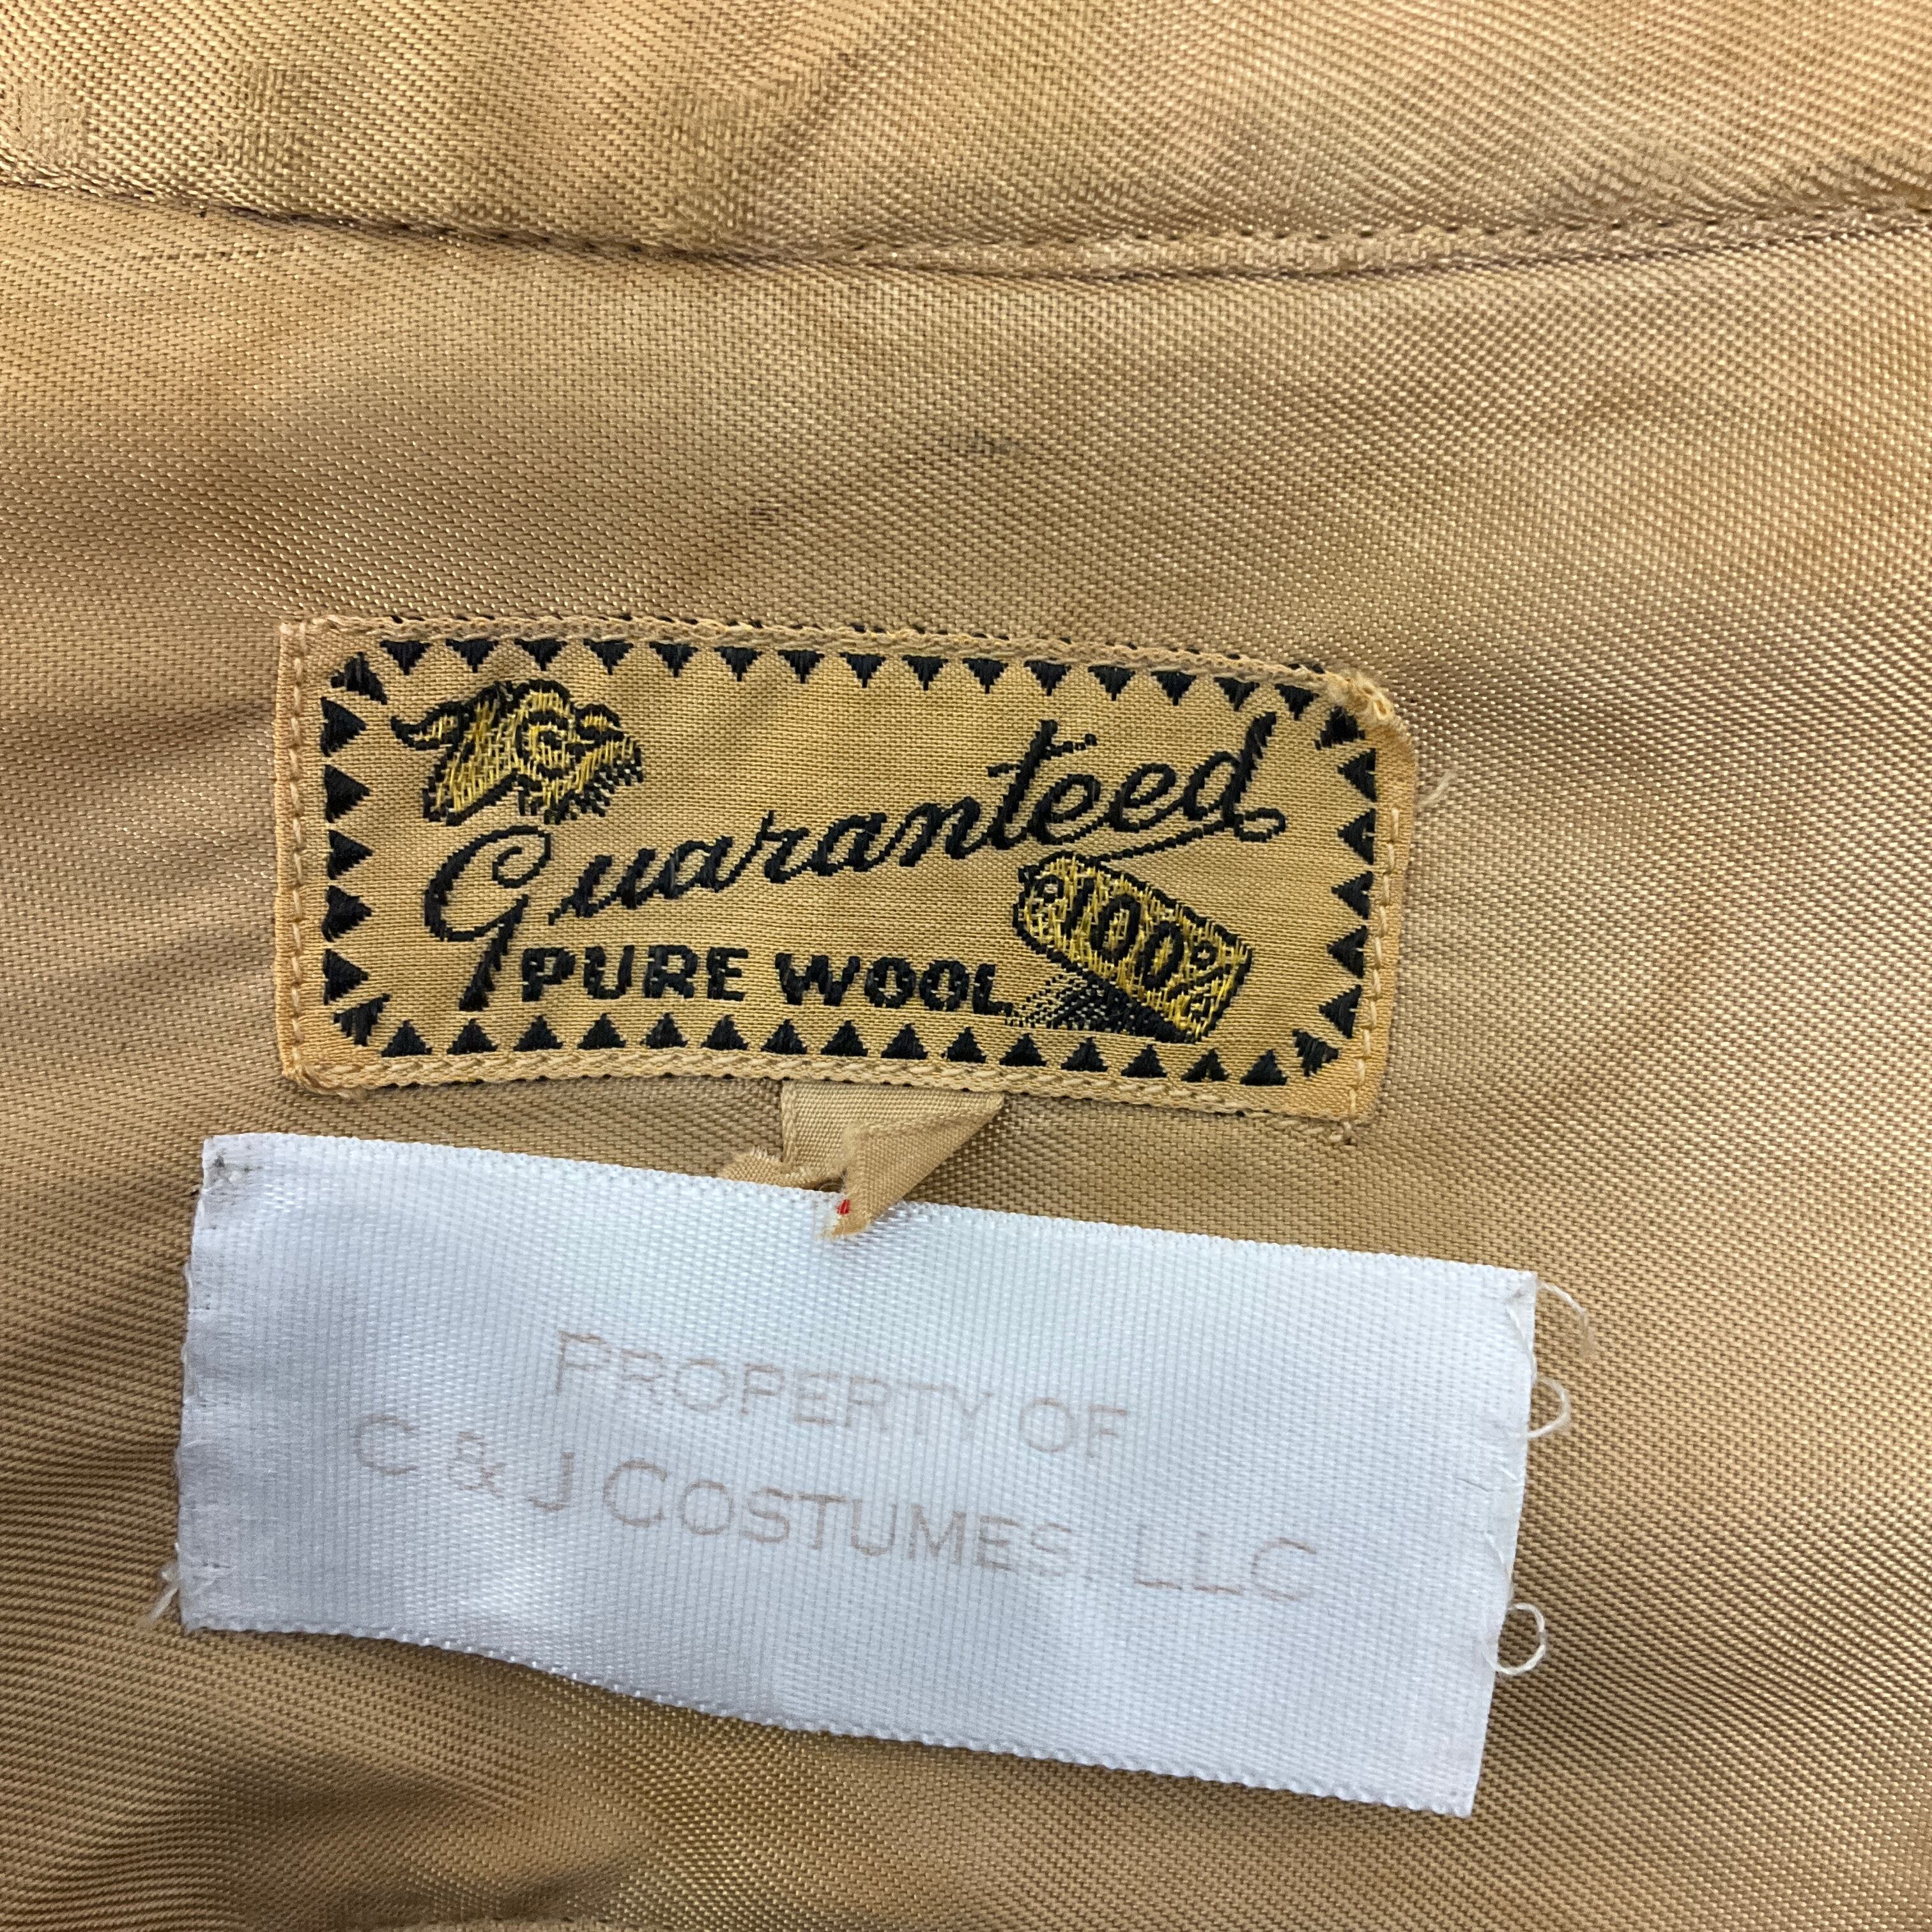 Guaranteed
PURE WOOL
100%
PROPERTY OF
C & J COSTUMES, LLC